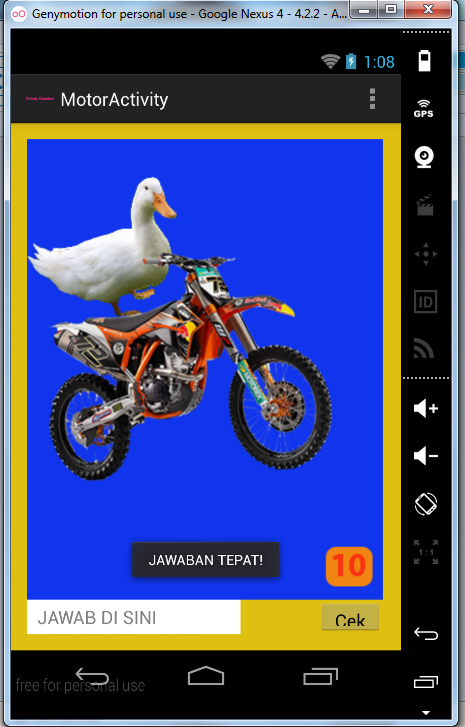 Genymotion for personal use - Google Nexus 4 - 4.2.2 - A...
1:08
MotorActivity
GPS
ID
JAWABAN TEPAT!
10
1:1
JAWAB DI SINI
Cek
free for personal use